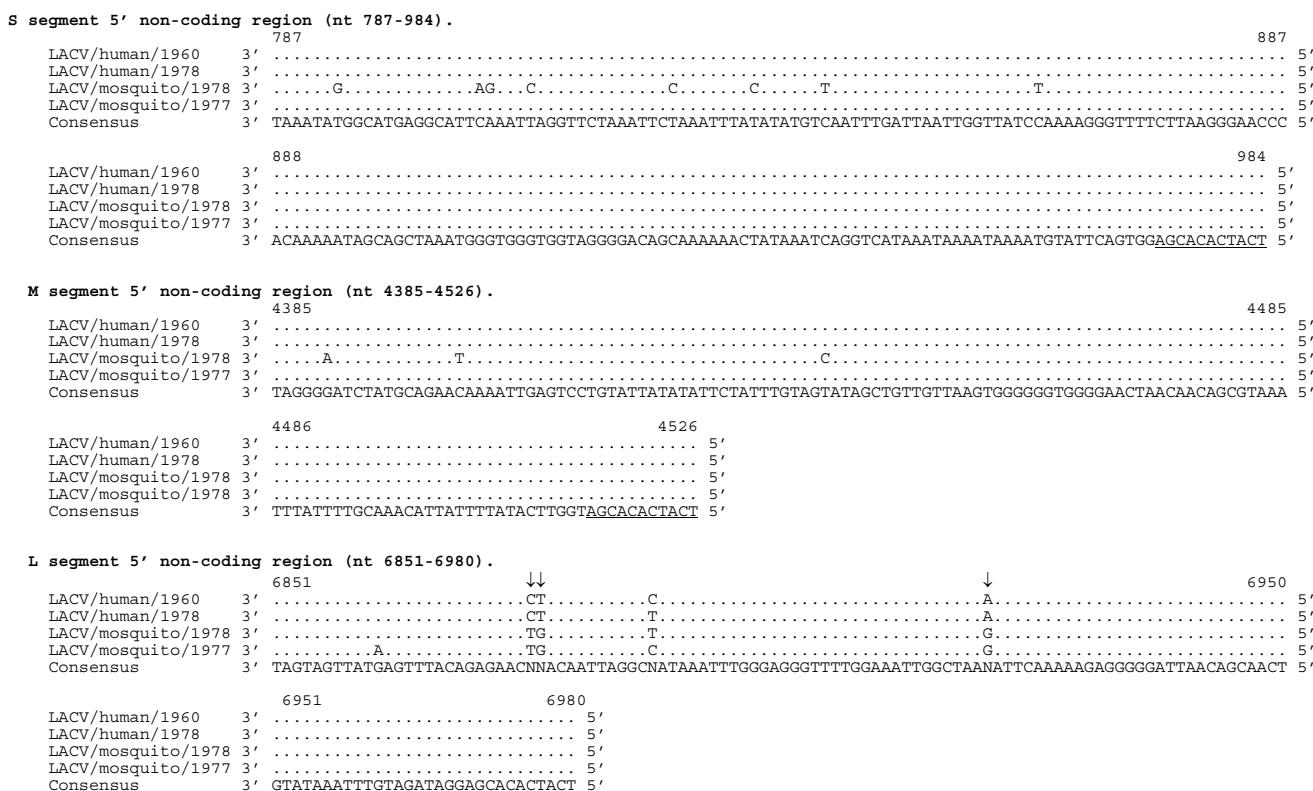 S segment 5′ non-coding region (nt 787-984).
787 887
LACV/human/1960 3′ .................................................................................................... 5′
LACV/human/1978 3′ .................................................................................................... 5′
LACV/mosquito/1978 3′ ......G.............AG...C.............C.......C......T....................T........................ 5′
LACV/mosquito/1977 3′ .................................................................................................... 5′
Consensus 3′ TAAATATGGCATGAGGCATTCAAATTAGGTTCTAAATTCTAAATTTATATATGTCAATTTGATTAATTGGTTATCCAAAAGGGTTTTCTTAAGGGAACCC 5′
888 984
LACV/human/1960 3′ .................................................................................................. 5′
LACV/human/1978 3′ .................................................................................................. 5′
LACV/mosquito/1978 3′ .................................................................................................. 5′
LACV/mosquito/1977 3′ .................................................................................................. 5′
Consensus 3′ ACAAAAATAGCAGCTAAATGGGTGGGTGGTAGGGGACAGCAAAAAACTATAAATCAGGTCATAAATAAAATAAAATGTATTCAGTGGAGCACACTACT 5′
M segment 5′ non-coding region (nt 4385-4526).
4385 4485
LACV/human/1960 3′ .................................................................................................... 5′
LACV/human/1978 3′ .................................................................................................... 5′
LACV/mosquito/1978 3′ .....A............T...................................C............................................. 5′
LACV/mosquito/1977 3′ .................................................................................................... 5′
Consensus 3′ TAGGGGATCTATGCAGAACAAAATTGAGTCCTGTATTATATATTCTATTTGTAGTATAGCTGTTGTTAAGTGGGGGGTGGGGAACTAACAACAGCGTAAA 5′
4486 4526
LACV/human/1960 3′ .......................................... 5′
LACV/human/1978 3′ .......................................... 5′
LACV/mosquito/1978 3′ .......................................... 5′
LACV/mosquito/1978 3′ .......................................... 5′
Consensus 3′ TTTATTTTGCAAACATTATTTTATACTTGGTAGCACACTACT 5′
L segment 5′ non-coding region (nt 6851-6980).
6851 ↓↓ ↓ 6950
LACV/human/1960 3′ .........................CT..........C................................A............................. 5′
LACV/human/1978 3′ .........................CT..........T................................A............................. 5′
LACV/mosquito/1978 3′ .........................TG..........T................................G............................. 5′
LACV/mosquito/1977 3′ ..........A..............TG..........C................................G............................. 5′
Consensus 3′ TAGTAGTTATGAGTTTACAGAGAACNNACAATTAGGCNATAAATTTGGGAGGGTTTTGGAAATTGGCTAANATTCAAAAAGAGGGGGATTAACAGCAACT 5′
6951 6980
LACV/human/1960 3′ .............................. 5′
LACV/human/1978 3′ .............................. 5′
LACV/mosquito/1978 3′ .............................. 5′
LACV/mosquito/1977 3′ .............................. 5′
Consensus 3′ GTATAAATTTGTAGATAGGAGCACACTACT 5′